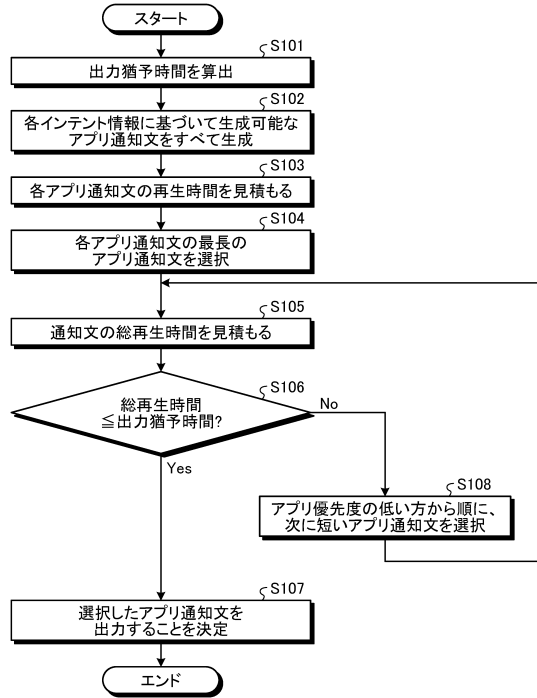 スタート
S101
出力猶予時間を算出
S102
各インテント情報に基づいて生成可能な
アプリ通知文をすべて生成
S103
各アプリ通知文の再生時間を見積もる
S104
各アプリ通知文の最長の
アプリ通知文を選択
S105
通知文の総再生時間を見積もる
S106
総再生時間
≦出力猶予時間?
No
Yes
S108
アプリ優先度の低い方から順に、
次に短いアプリ通知文を選択
S107
選択したアプリ通知文を
出力することを決定
エンド